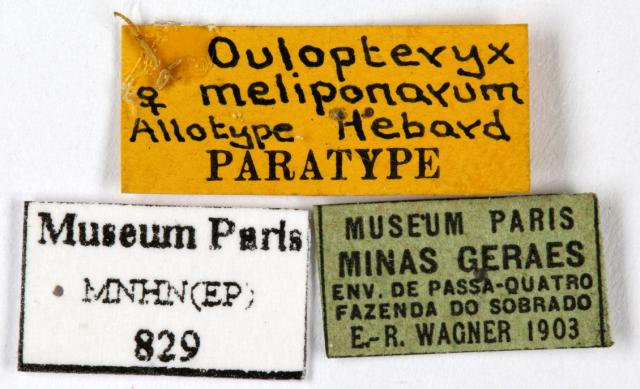 Oulopteryx
♀ meliponarum
Allotype Hebard
PARATYPE
Museum Paris
MNHN(EP)
829
MUSEUM PARIS
MINAS GERAES
ENV. DE PASSA-QUATRO
FAZENDA DO SOBRADO
E.-R. WAGNER 1903